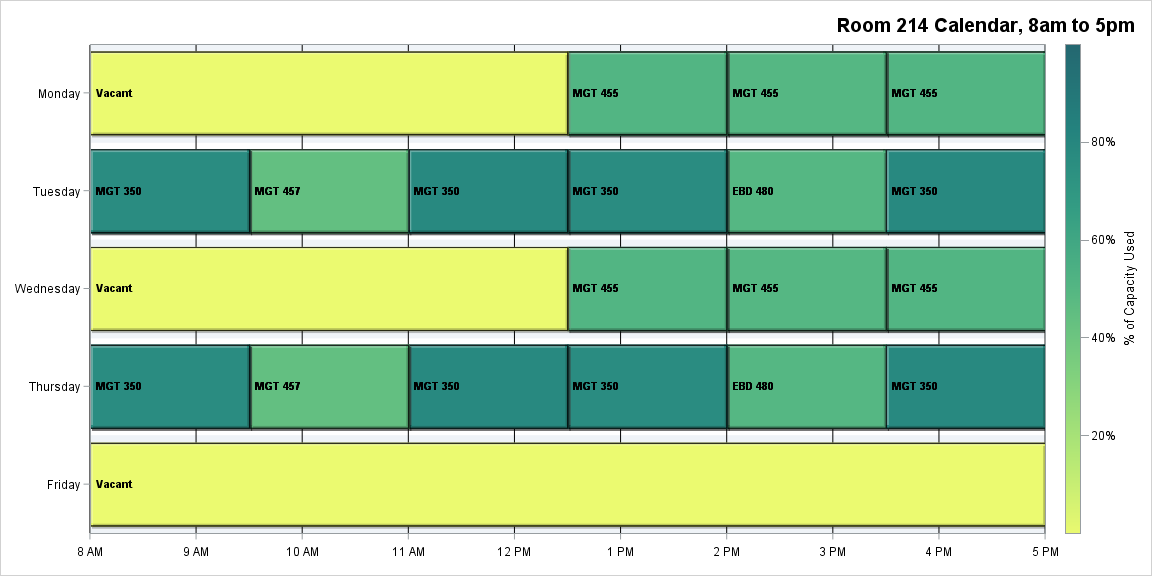 Room 214 Calendar, 8am to 5pm
Monday
Vacant
MGT 455
MGT 455
MGT 455
Tuesday
MGT 350
MGT 457
MGT 350
MGT 350
EBD 480
MGT 350
Wednesday
Vacant
MGT 455
MGT 455
MGT 455
Thursday
MGT 350
MGT 457
MGT 350
MGT 350
EBD 480
MGT 350
Friday
Vacant
8 AM
9 AM
10 AM
11 AM
12 PM
1 PM
2 PM
3 PM
4 PM
5 PM
80%
60%
40%
20%
% of Capacity Used